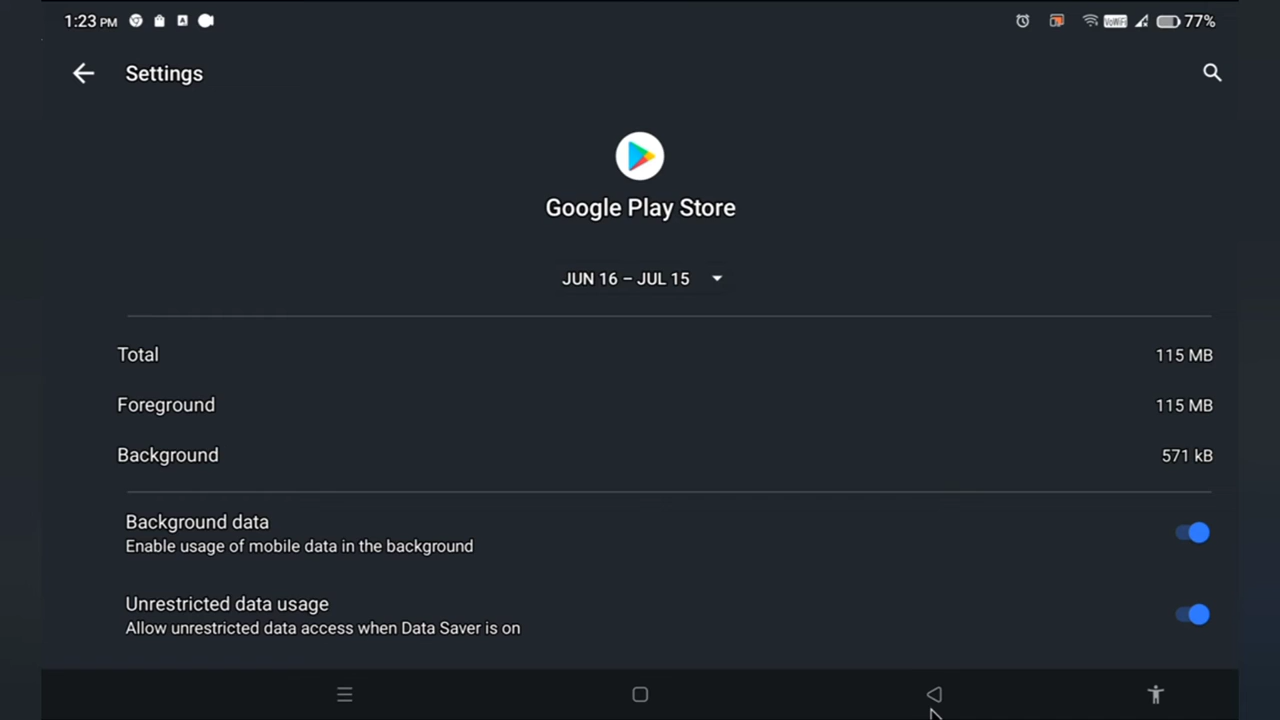 1:23 PM VoWiFi 77%
Settings
Google Play Store
JUN 16 – JUL 15
Total 115 MB
Foreground 115 MB
Background 571 kB
Background data
Enable usage of mobile data in the background
Unrestricted data usage
Allow unrestricted data access when Data Saver is on